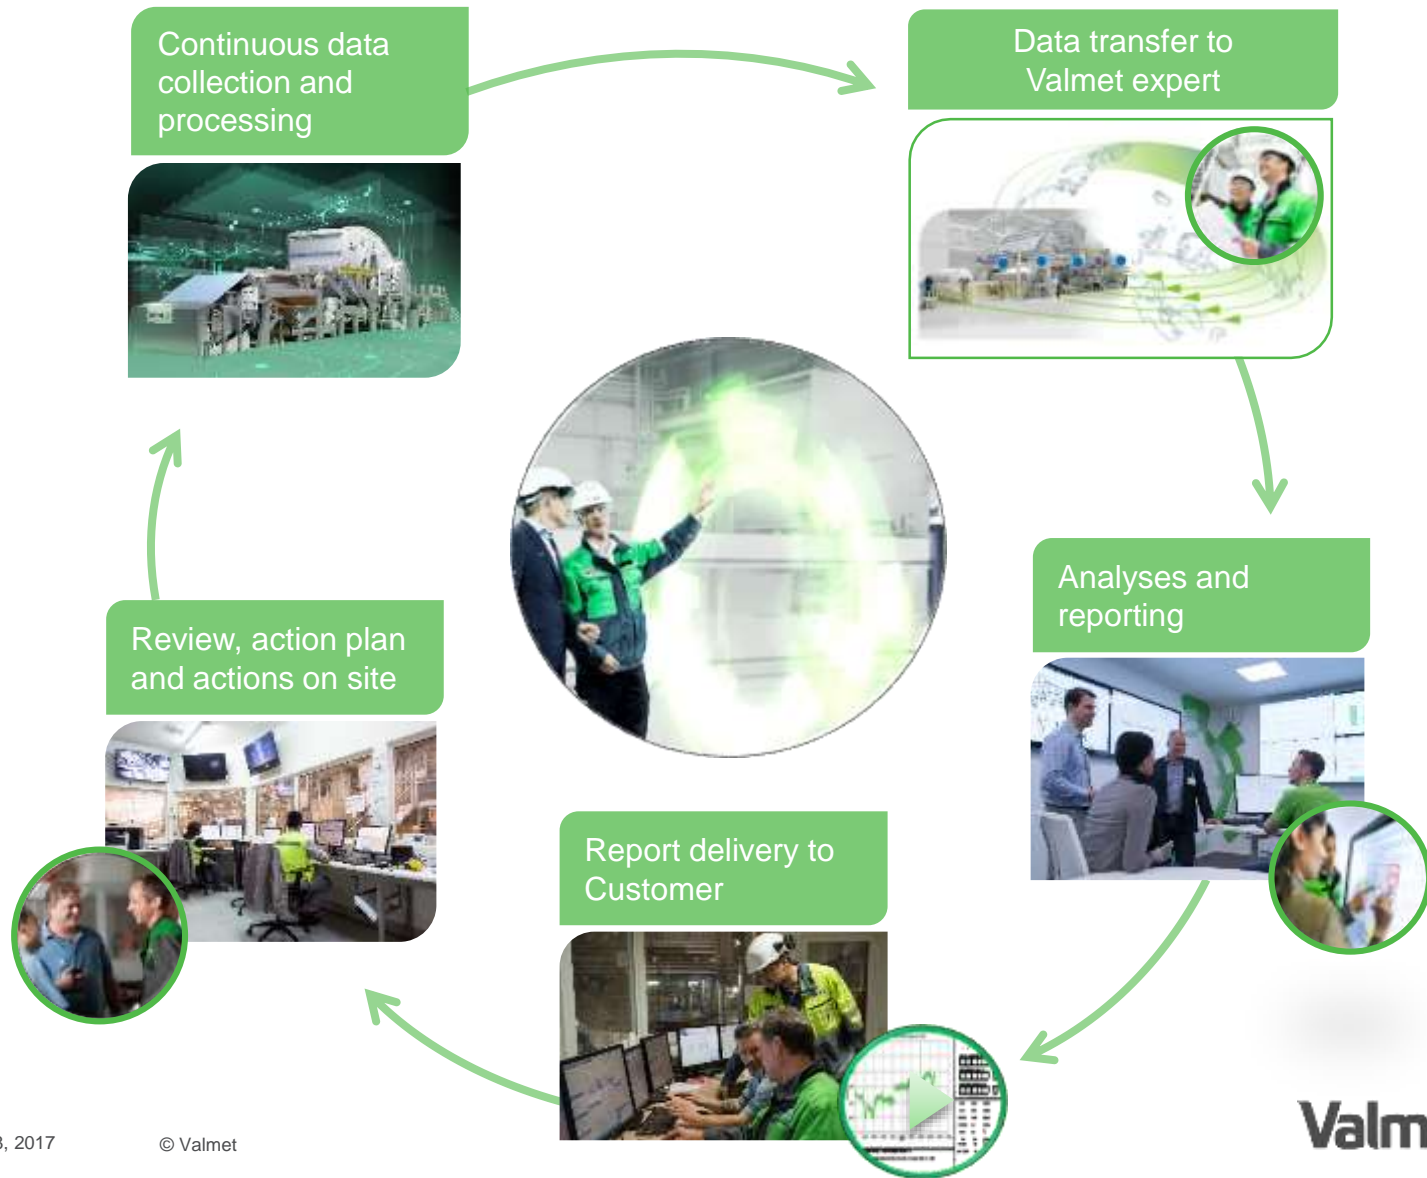 Continuous data
collection and
processing
Data transfer to
Valmet expert
Analyses and
reporting
Review, action plan
and actions on site
Report delivery to
Customer
, 2017
© Valmet
Valm